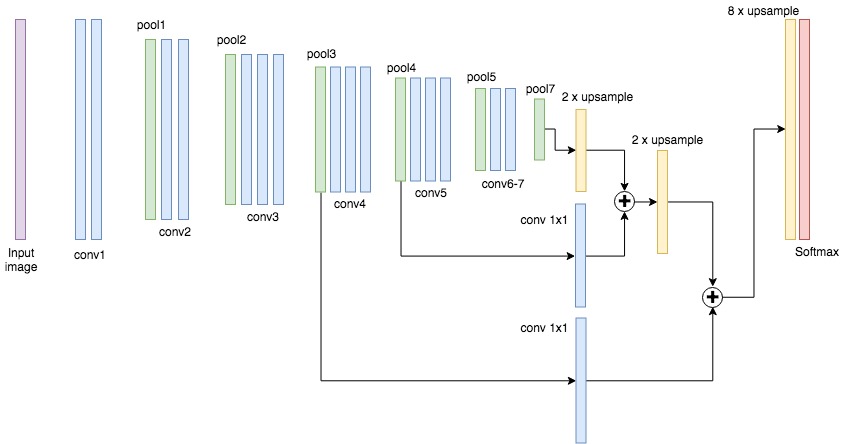 8 x upsample
pool1
pool2
pool3
pool4
pool5
pool7
2 x upsample
2 x upsample
conv6-7
conv5
conv4
conv3
conv 1x1
conv2
Input
image
conv1
Softmax
conv 1x1